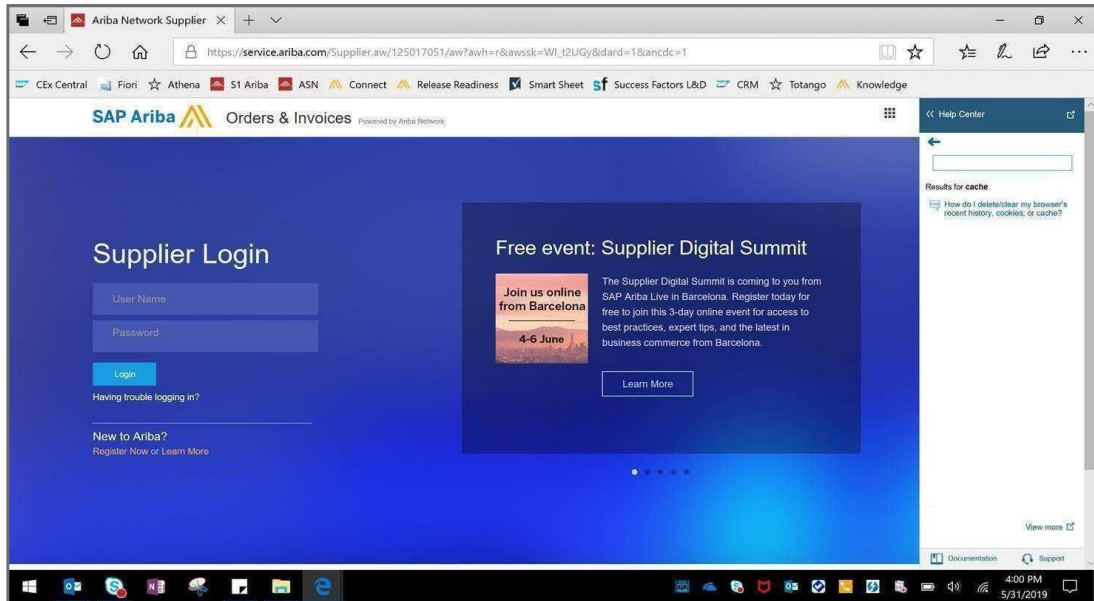 Ariba Network Supplier
https://service.ariba.com/Supplier.aw/125017051/aw?awh=r&awssk=WI_t2UGy&dard=1&ancdc=1
CEx Central Fiori Athena S1 Ariba ASN Connect Release Readiness Smart Sheet Success Factors L&D CRM Totango Knowledge
SAP Ariba Orders & Invoices Powered by Ariba Network
Help Center
Results for cache
How do I delete/clear my browser's
recent history, cookies, or cache?
Supplier Login
User Name
Password
Login
Having trouble logging in?
New to Ariba?
Register Now or Learn More
Free event: Supplier Digital Summit
Join us online
from Barcelona
4-6 June
The Supplier Digital Summit is coming to you from
SAP Ariba Live in Barcelona. Register today for
free to join this 3-day online event for access to
best practices, expert tips, and the latest in
business commerce from Barcelona.
Learn More
View more
Documentation Support
4:00 PM
5/31/2019